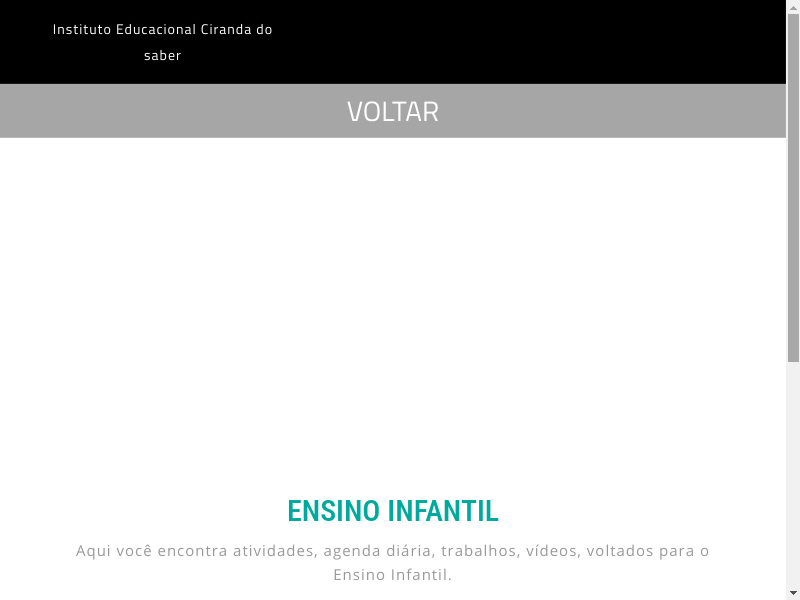 Instituto Educacional Ciranda do
saber
VOLTAR
ENSINO INFANTIL
Aqui você encontra atividades, agenda diária, trabalhos, vídeos, voltados para o
Ensino Infantil.